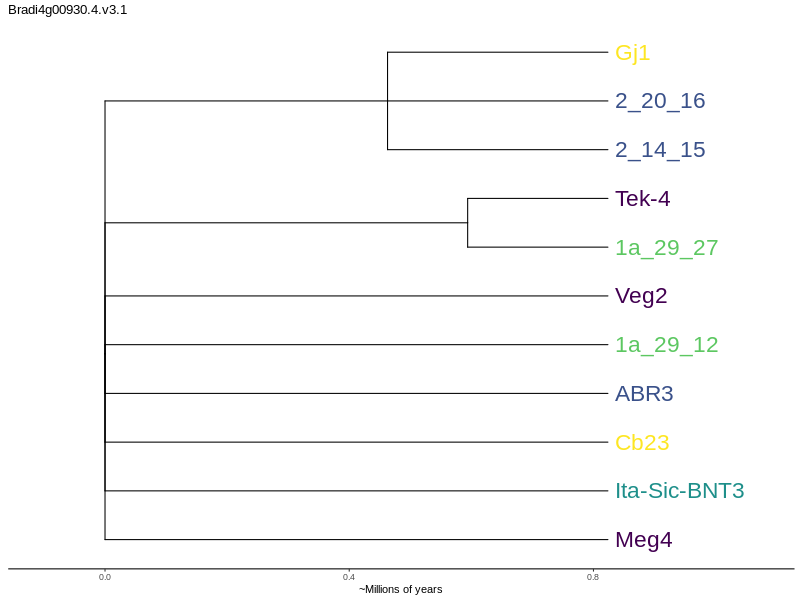 Bradi4g00930.4.v3.1
Gj1
2_20_16
2_14_15
Tek-4
1a_29_27
Veg2
1a_29_12
ABR3
Cb23
Ita-Sic-BNT3
Meg4
0.0 0.4 0.8
~Millions of years